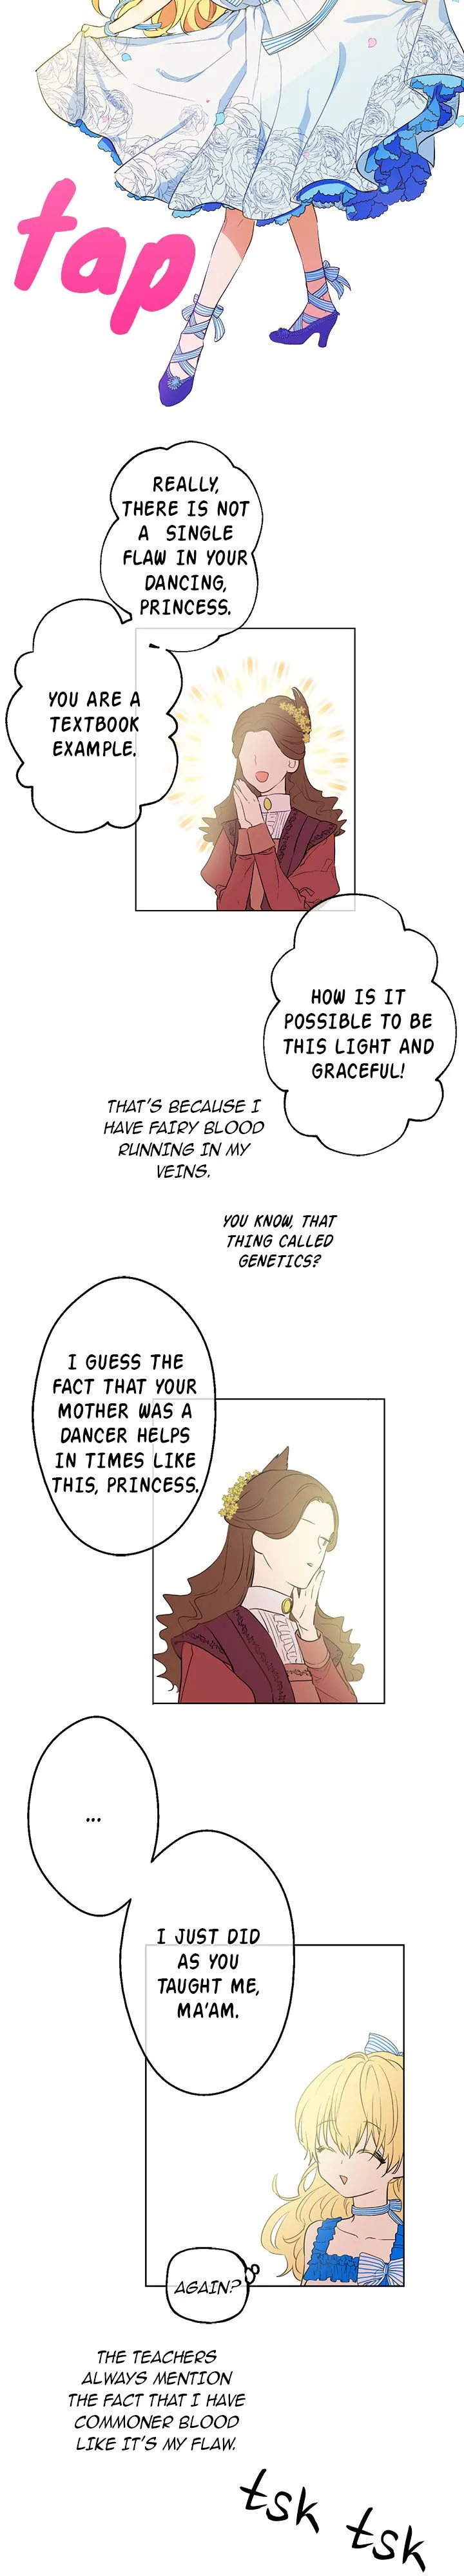 tap
REALLY,
THERE IS NOT
A SINGLE
FLAW IN YOUR
DANCING,
PRINCESS.
YOU ARE A
TEXTBOOK
EXAMPLE.
HOW IS IT
POSSIBLE TO BE
THIS LIGHT AND
GRACEFUL!
THAT'S BECAUSE I
HAVE FAIRY BLOOD
RUNNING IN MY
VEINS.
YOU KNOW, THAT
THING CALLED
GENETICS?
I GUESS THE
FACT THAT YOUR
MOTHER WAS A
DANCER HELPS
IN TIMES LIKE
THIS, PRINCESS.
...
I JUST DID
AS YOU
TAUGHT ME,
MA'AM.
AGAIN?
THE TEACHERS
ALWAYS MENTION
THE FACT THAT I HAVE
COMMONER BLOOD
LIKE IT'S MY FLAW.
tsk tsk